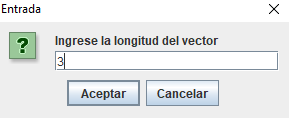 Entrada
Ingrese la longitud del vector
3
Aceptar Cancelar